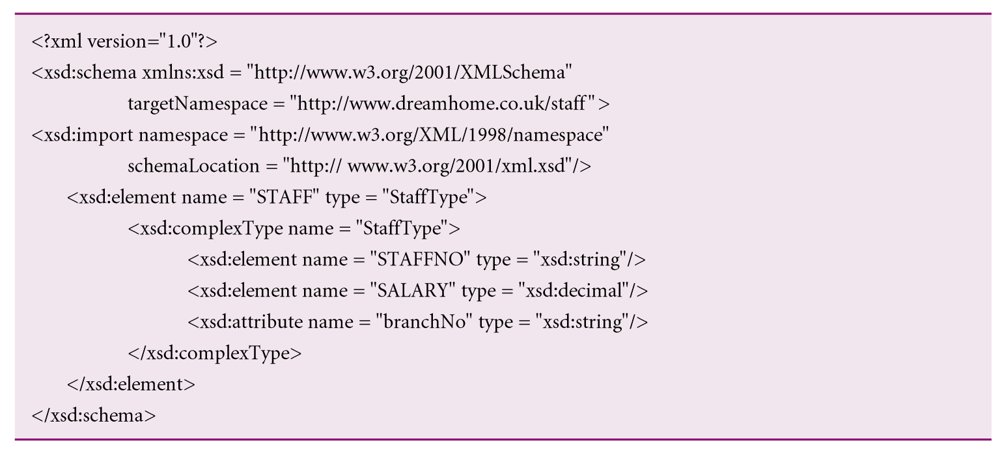 <?xml version="1.0"?>
<xsd:schema xmlns:xsd = "http://www.w3.org/2001/XMLSchema"
targetNamespace = "http://www.dreamhome.co.uk/staff" >
<xsd:import namespace = "http://www.w3.org/XML/1998/namespace"
schemaLocation = "http:// www.w3.org/2001/xml.xsd"/>
<xsd:element name = "STAFF" type = "StaffType">
<xsd:complexType name = "StaffType">
<xsd:element name = "STAFFNO" type = "xsd:string"/>
<xsd:element name = "SALARY" type = "xsd:decimal"/>
<xsd:attribute name = "branchNo" type = "xsd:string"/>
</xsd:complexType>
</xsd:element>
</xsd:schema>